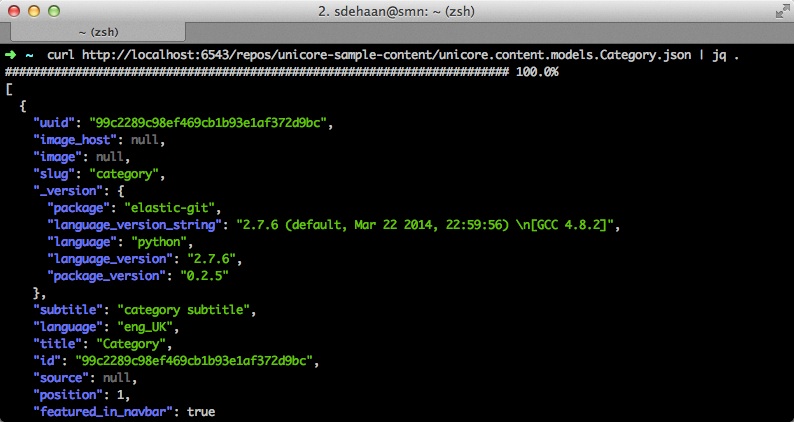 2. sdehaan@smn: ~ (zsh)
~ (zsh)
➜ ~ curl http://localhost:6543/repos/unicore-sample-content/unicore.content.models.Category.json | jq .
######################################################################## 100.0%
[
  {
    "uuid": "99c2289c98ef469cb1b93e1af372d9bc",
    "image_host": null,
    "image": null,
    "slug": "category",
    "_version": {
      "package": "elastic-git",
      "language_version_string": "2.7.6 (default, Mar 22 2014, 22:59:56) \n[GCC 4.8.2]",
      "language": "python",
      "language_version": "2.7.6",
      "package_version": "0.2.5"
    },
    "subtitle": "category subtitle",
    "language": "eng_UK",
    "title": "Category",
    "id": "99c2289c98ef469cb1b93e1af372d9bc",
    "source": null,
    "position": 1,
    "featured_in_navbar": true